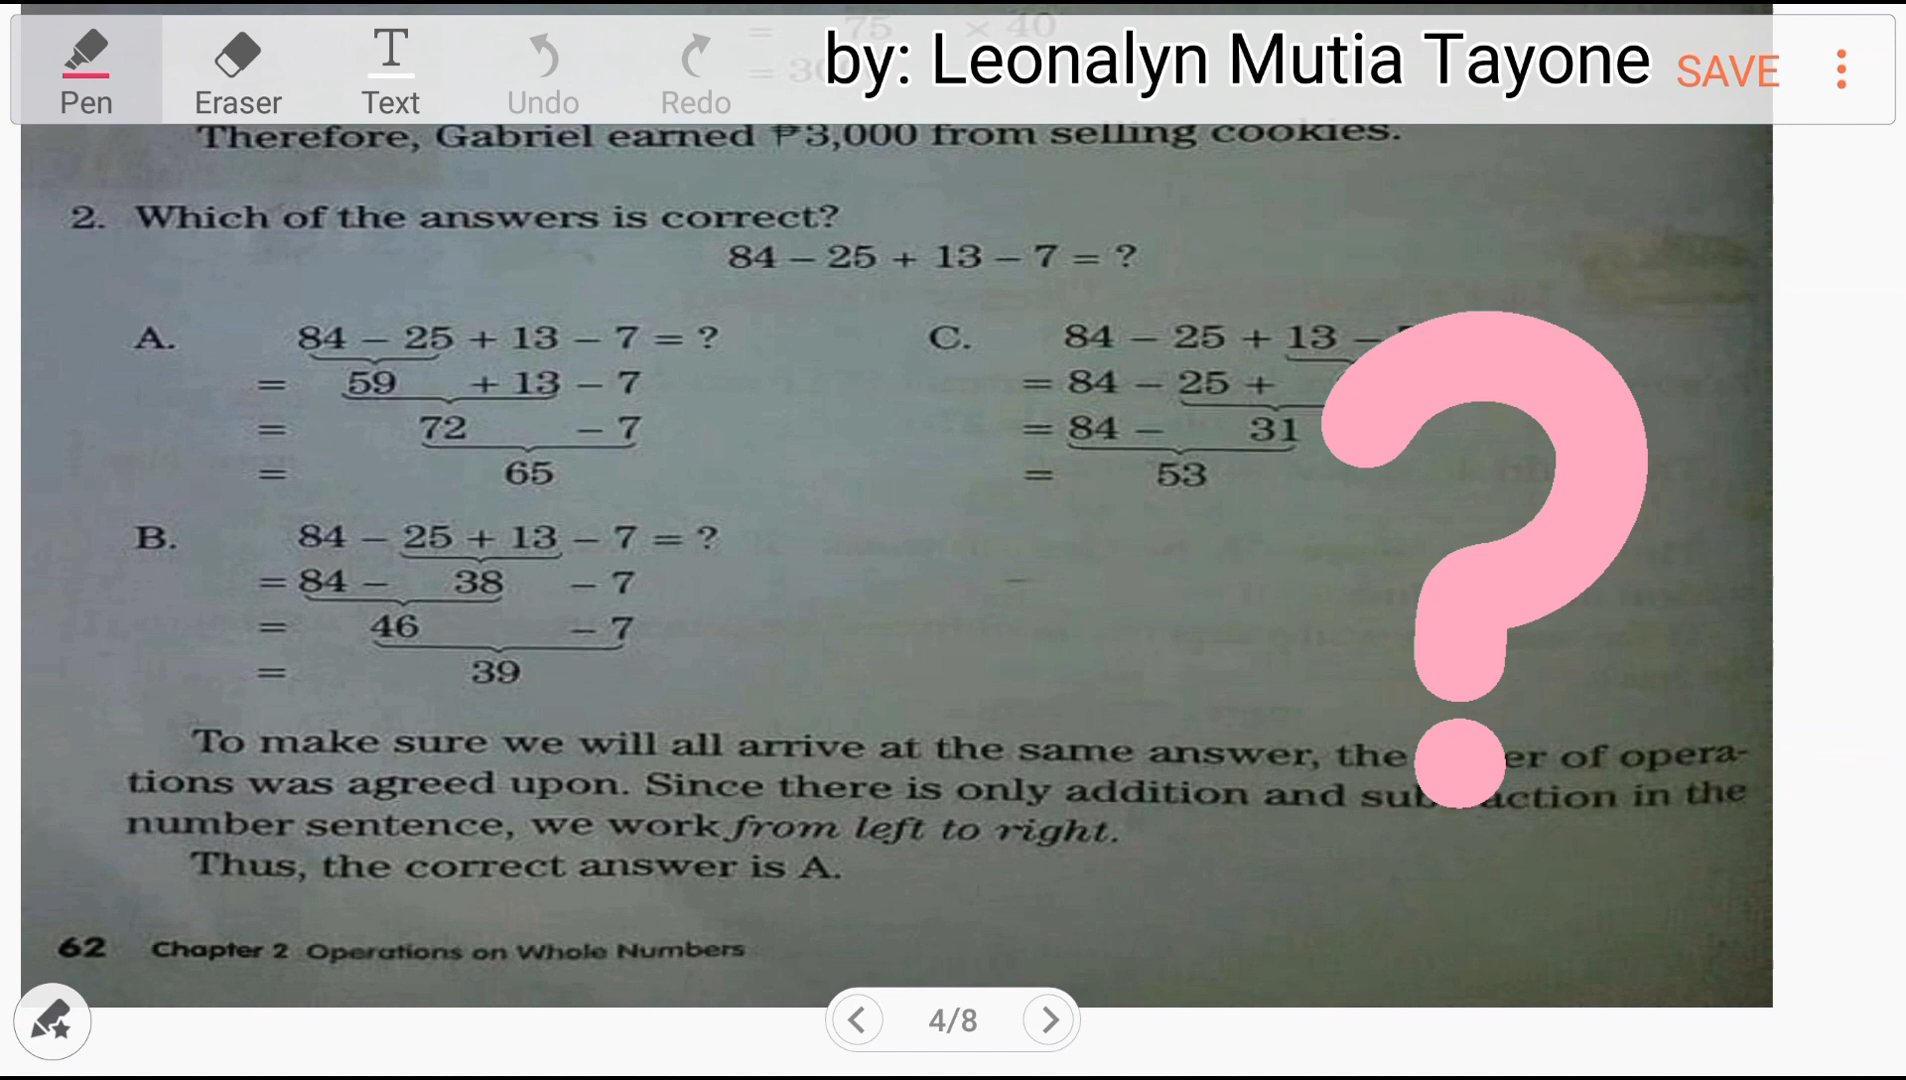 by: Leonalyn Mutia Tayone
Pen
Eraser
Text
Undo
Redo
SAVE
= 75 × 40
Therefore, Gabriel earned ₱3,000 from selling cookies.
2. Which of the answers is correct?
84 – 25 + 13 – 7 = ?
A. 84 – 25 + 13 – 7 = ?
= 59 + 13 – 7
= 72 – 7
= 65
B. 84 – 25 + 13 – 7 = ?
= 84 – 38 – 7
= 46 – 7
= 39
C. 84 – 25 + 13 –
= 84 – 25 +
= 84 – 31
= 53
?
To make sure we will all arrive at the same answer, the er of opera-
tions was agreed upon. Since there is only addition and sub action in the
number sentence, we work from left to right.
Thus, the correct answer is A.
62 Chapter 2 Operations on Whole Numbers
4/8